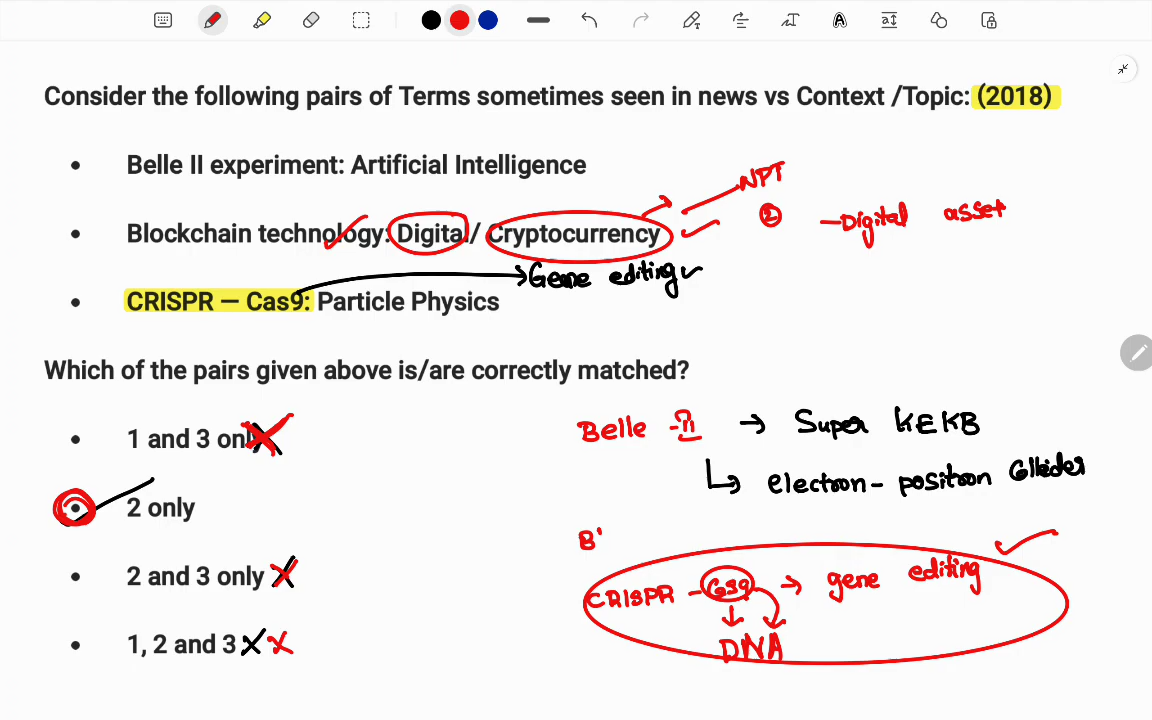 Consider the following pairs of Terms sometimes seen in news vs Context /Topic: (2018)
Belle II experiment: Artificial Intelligence
NPT
Blockchain technology: Digital/ Cryptocurrency
② - Digital asset
Gene editing
CRISPR – Cas9: Particle Physics
Which of the pairs given above is/are correctly matched?
1 and 3 only
2 only
2 and 3 only
1, 2 and 3
Belle - II → Super KEKB
electron - positron Collider
B'
CRISPR - Cas9 → gene editing
DNA